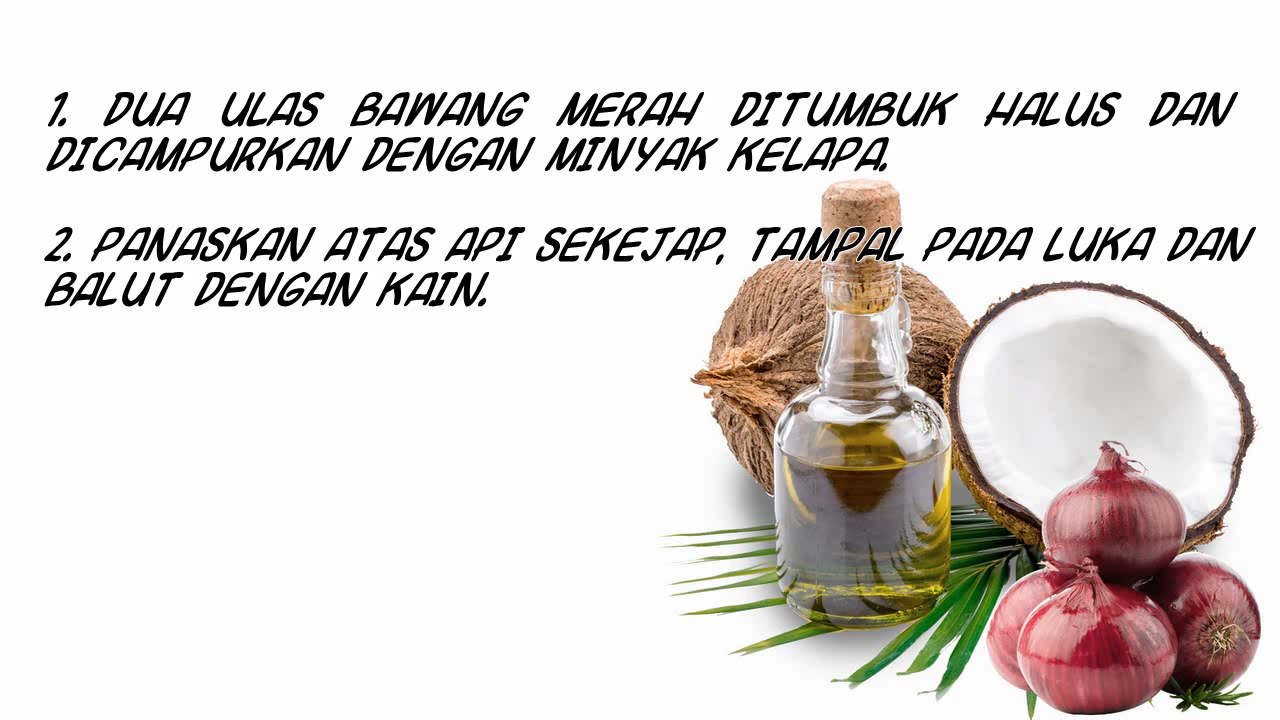 1. DUA ULAS BAWANG MERAH DITUMBUK HALUS DAN
DICAMPURKAN DENGAN MINYAK KELAPA.
2. PANASKAN ATAS API SEKEJAP, TAMPAL PADA LUKA DAN
BALUT DENGAN KAIN.